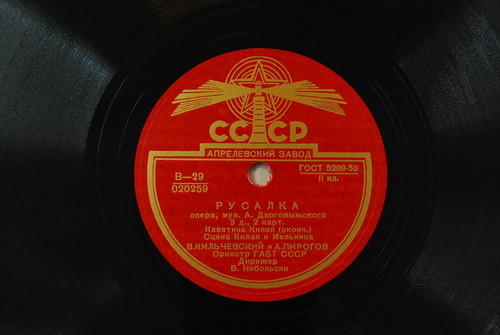 СССР
АПРЕЛЕВСКИЙ ЗАВОД
ГОСТ 5289-50
В—29
II кл.
020259
РУСАЛКА
опера, муз. А. Даргомыжского
3 д., 2 карт.
Каватина Князя (оконч.)
Сцена Князя и Мельника
В. КИЛЬЧЕВСКИЙ и А. ПИРОГОВ
Оркестр ГАБТ СССР
Дирижер
В. Небольсин